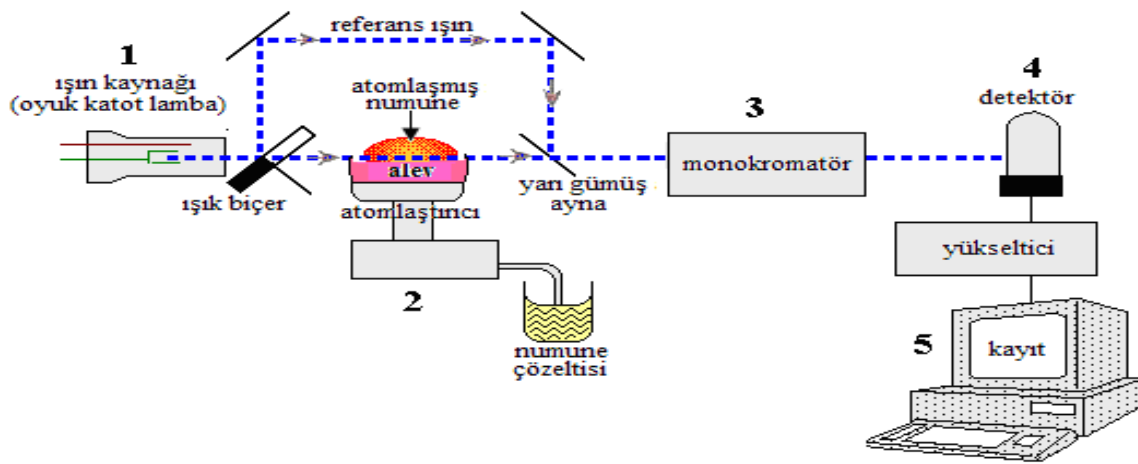 referans ışın
1
ışın kaynağı
(oyuk katot lamba)
atomlaşmış
numune
4
detektör
3
monokromatör
alev
ışık biçer
atomlaştırıcı
yarı gümüş
ayna
yükseltici
2
numune
çözeltisi
5
kayıt